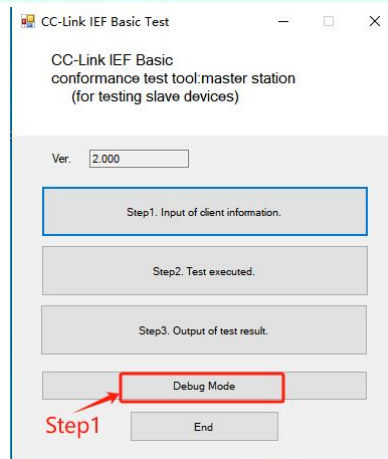 CC-Link IEF Basic Test
CC-Link IEF Basic
conformance test tool:master station
(for testing slave devices)
Ver. 2.000
Step1. Input of client information.
Step2. Test executed.
Step3. Output of test result.
Debug Mode
Step1
End